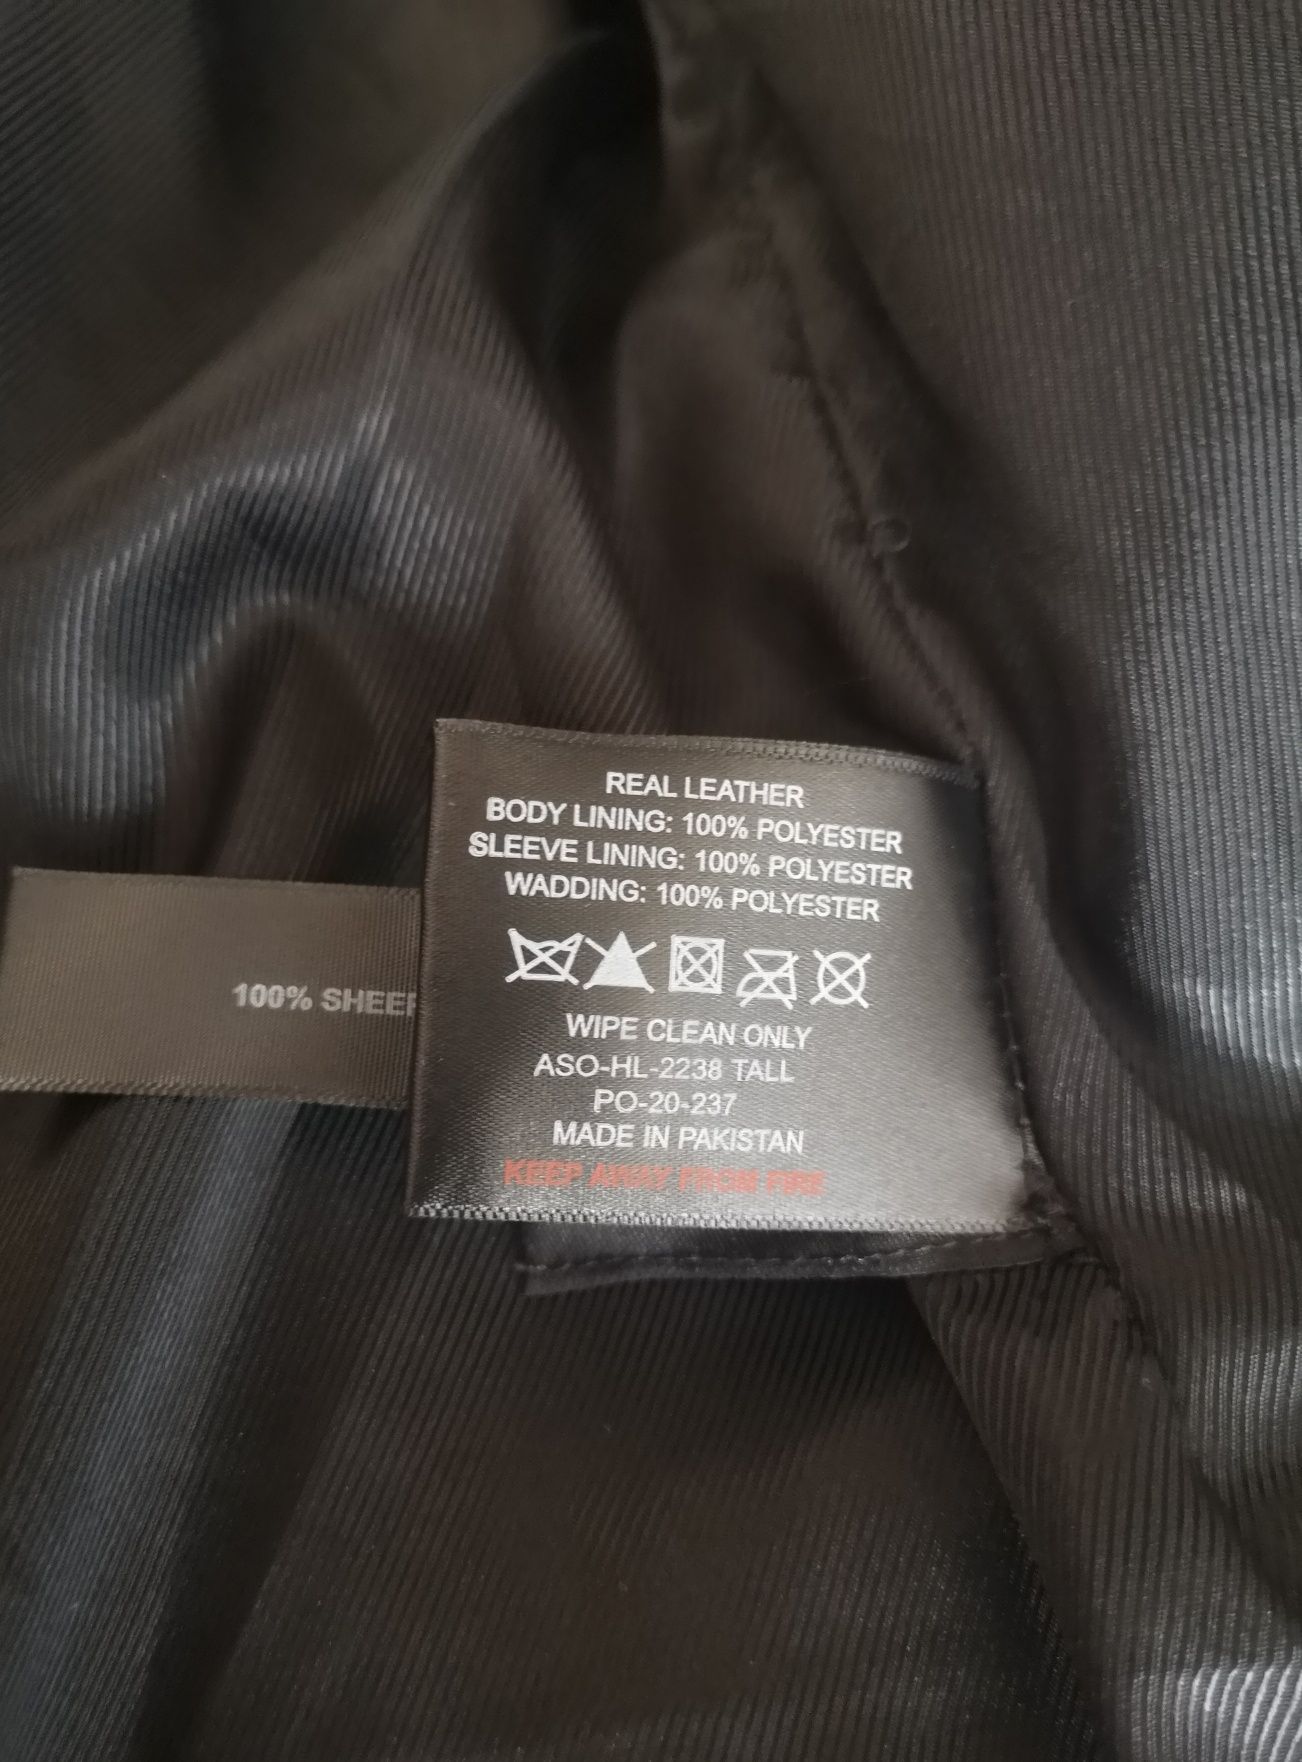 REAL LEATHER
BODY LINING: 100% POLYESTER
SLEEVE LINING: 100% POLYESTER
WADDING: 100% POLYESTER
WIPE CLEAN ONLY
ASO-HL-2238 TALL
PO-20-237
MADE IN PAKISTAN
KEEP AWAY FROM FIRE
100% SHEEP